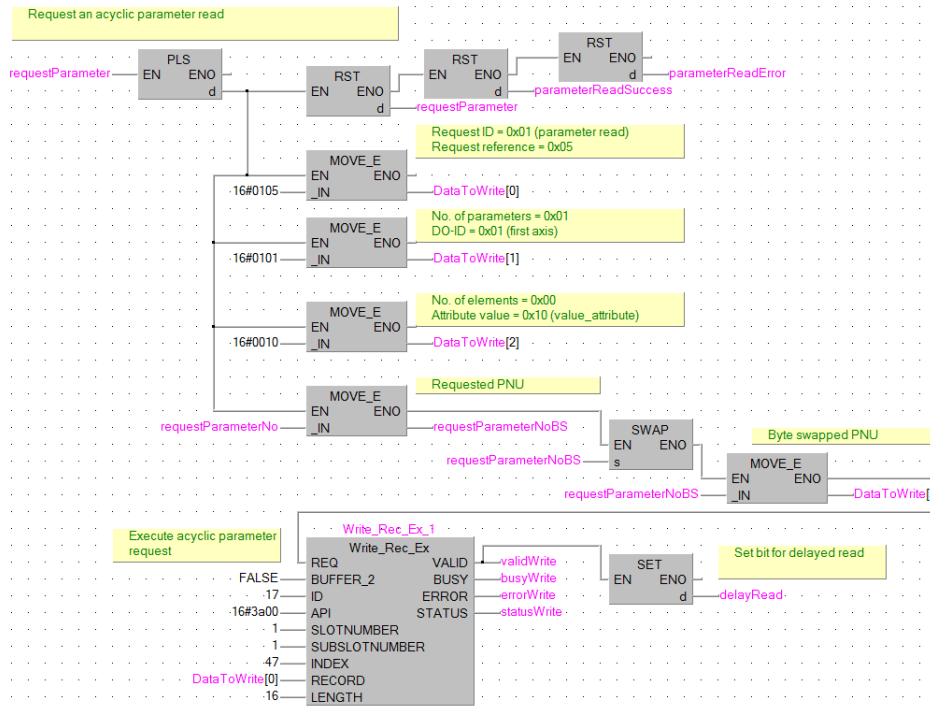 Request an acyclic parameter read
PLS
requestParameter
EN ENO
d
RST
EN ENO
d
requestParameter
RST
EN ENO
d
parameterReadSuccess
RST
EN ENO
d
parameterReadError
Request ID = 0x01 (parameter read)
Request reference = 0x05
MOVE_E
EN ENO
16#0105
_IN
DataToWrite[0]
No. of parameters = 0x01
DO-ID = 0x01 (first axis)
MOVE_E
EN ENO
16#0101
_IN
DataToWrite[1]
No. of elements = 0x00
Attribute value = 0x10 (value_attribute)
MOVE_E
EN ENO
16#0010
_IN
DataToWrite[2]
Requested PNU
MOVE_E
EN ENO
requestParameterNo
_IN
requestParameterNoBS
SWAP
EN ENO
requestParameterNoBS
s
Byte swapped PNU
MOVE_E
EN ENO
requestParameterNoBS
_IN
DataToWrite[
Execute acyclic parameter
request
Write_Rec_Ex_1
Write_Rec_Ex
REQ VALID validWrite
FALSE BUFFER_2 BUSY busyWrite
17 ID ERROR errorWrite
16#3a00 API STATUS statusWrite
1 SLOTNUMBER
1 SUBSLOTNUMBER
47 INDEX
DataToWrite[0] RECORD
16 LENGTH
Set bit for delayed read
SET
EN ENO
d
delayRead